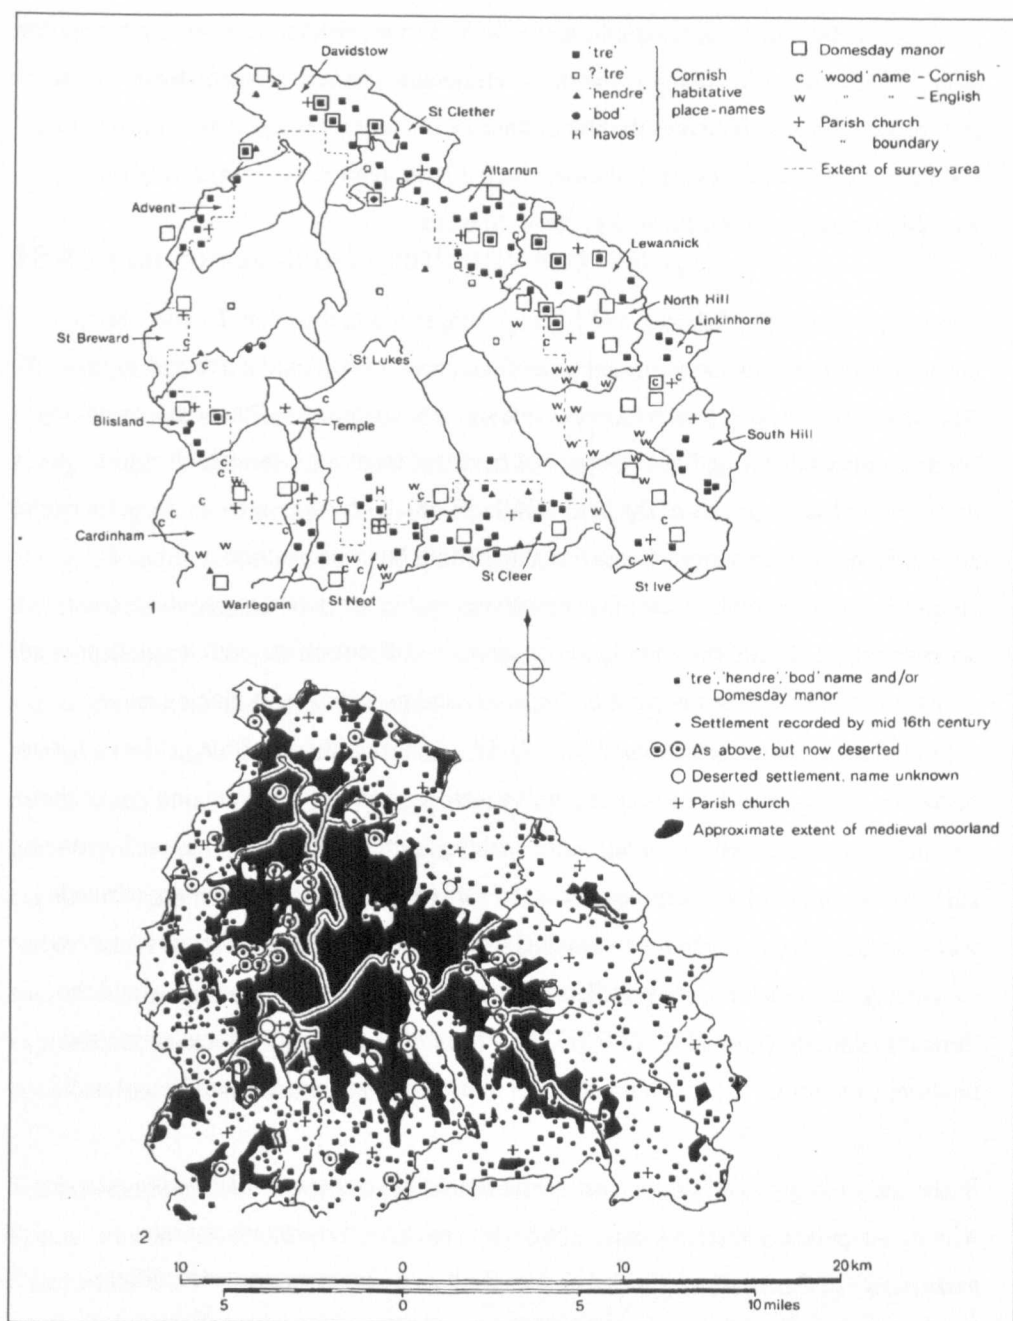 Davidstow
St Clether
Altarnun
Advent
Lewannick
North Hill
Linkinhorne
St Breward
St Lukes
Blisland
Temple
South Hill
Cardinham
Warleggan
St Neot
St Cleer
St Ive
1
'tre'
? 'tre'
'hendre'
'bod'
H 'havos'
Cornish
habitative
place-names
Domesday manor
c 'wood' name – Cornish
w " " – English
+ Parish church
" boundary
Extent of survey area
'tre', 'hendre', 'bod' name and/or
Domesday manor
Settlement recorded by mid 16th century
As above, but now deserted
Deserted settlement, name unknown
+ Parish church
Approximate extent of medieval moorland
2
10 0 10 20 km
5 0 5 10 miles